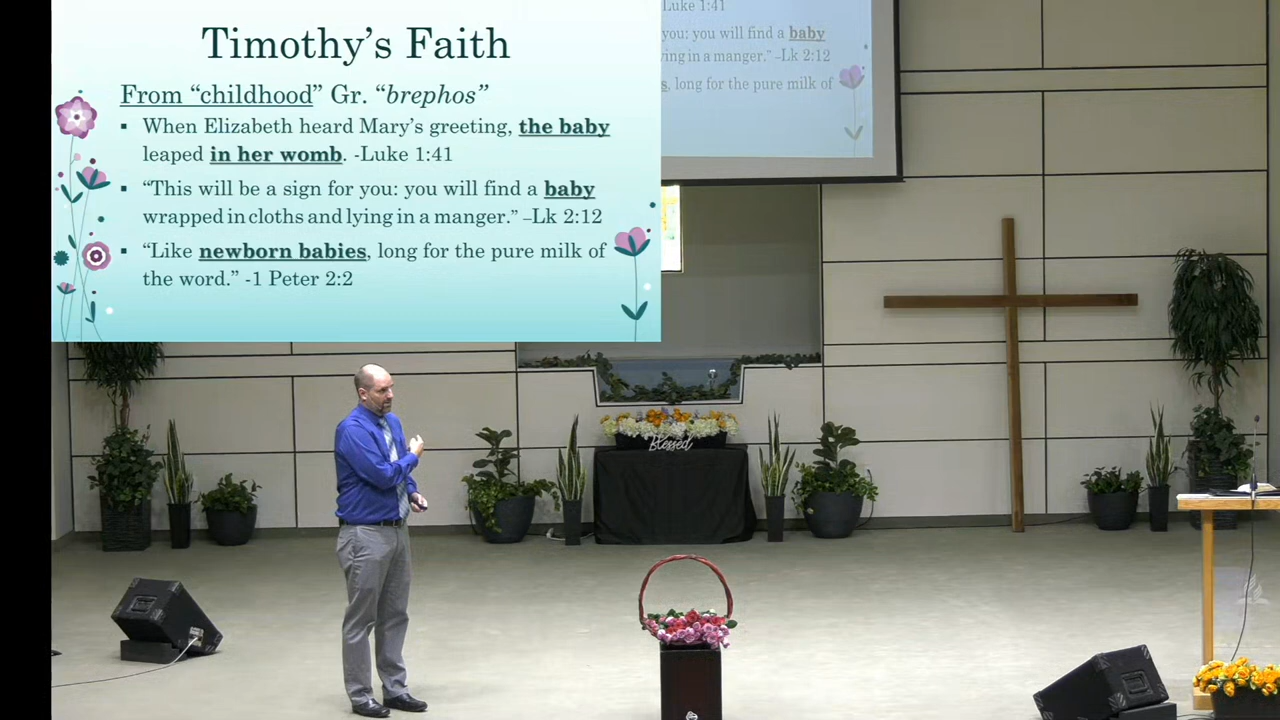 Timothy's Faith
From "childhood" Gr. "brephos"
▪ When Elizabeth heard Mary's greeting, the baby
leaped in her womb. -Luke 1:41
▪ "This will be a sign for you: you will find a baby
wrapped in cloths and lying in a manger." –Lk 2:12
▪ "Like newborn babies, long for the pure milk of
the word." -1 Peter 2:2
Luke 1:41
you: you will find a baby
ying in a manger." –Lk 2:12
s, long for the pure milk of
Blessed